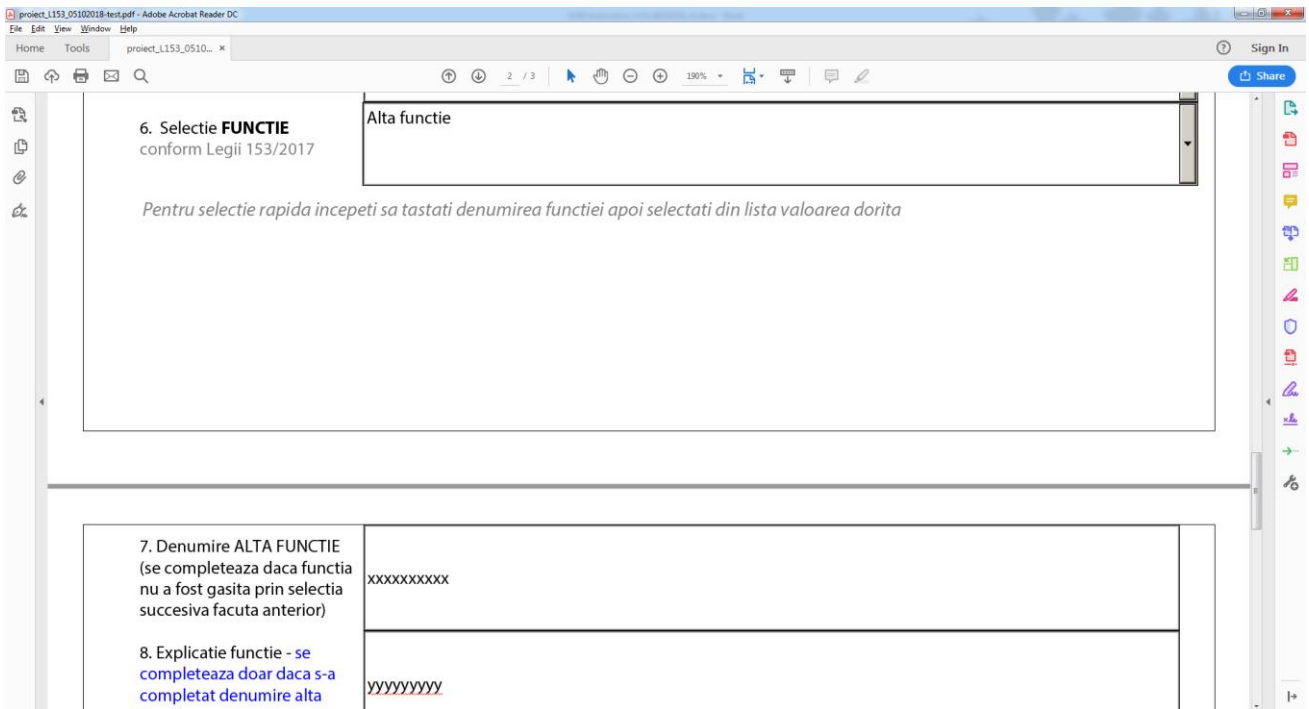 proiect_L153_05102018-test.pdf - Adobe Acrobat Reader DC
File Edit View Window Help
Home Tools proiect_L153_0510... × Sign In
2 / 3 190% Share
6. Selectie FUNCTIE
conform Legii 153/2017
Alta functie
Pentru selectie rapida incepeti sa tastati denumirea functiei apoi selectati din lista valoarea dorita
7. Denumire ALTA FUNCTIE
(se completeaza daca functia
nu a fost gasita prin selectia
succesiva facuta anterior)
xxxxxxxxxx
8. Explicatie functie - se
completeaza doar daca s-a
completat denumire alta
yyyyyyyyy